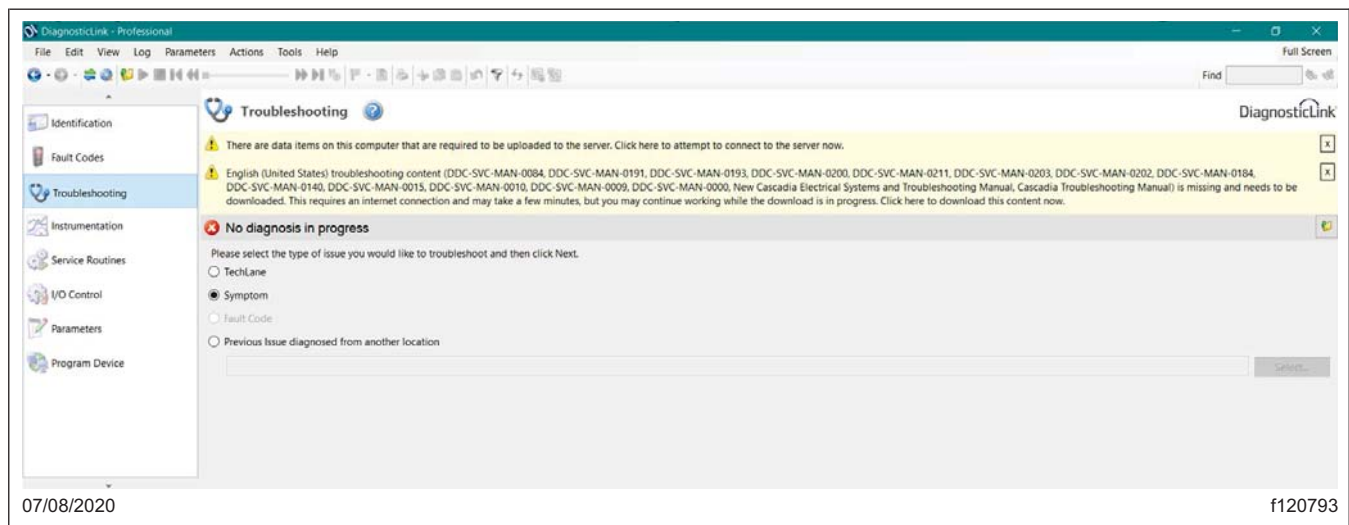 DiagnosticLink - Professional
File Edit View Log Parameters Actions Tools Help Full Screen
Find
Identification
Fault Codes
Troubleshooting
Instrumentation
Service Routines
I/O Control
Parameters
Program Device
Troubleshooting
DiagnosticLink
There are data items on this computer that are required to be uploaded to the server. Click here to attempt to connect to the server now.
x
English (United States) troubleshooting content (DDC-SVC-MAN-0084, DDC-SVC-MAN-0191, DDC-SVC-MAN-0193, DDC-SVC-MAN-0200, DDC-SVC-MAN-0211, DDC-SVC-MAN-0203, DDC-SVC-MAN-0202, DDC-SVC-MAN-0184,
x
DDC-SVC-MAN-0140, DDC-SVC-MAN-0015, DDC-SVC-MAN-0010, DDC-SVC-MAN-0009, DDC-SVC-MAN-0000, New Cascadia Electrical Systems and Troubleshooting Manual, Cascadia Troubleshooting Manual) is missing and needs to be
downloaded. This requires an internet connection and may take a few minutes, but you may continue working while the download is in progress. Click here to download this content now.
No diagnosis in progress
Please select the type of issue you would like to troubleshoot and then click Next.
TechLane
Symptom
Fault Code
Previous Issue diagnosed from another location
Select...
07/08/2020
f120793